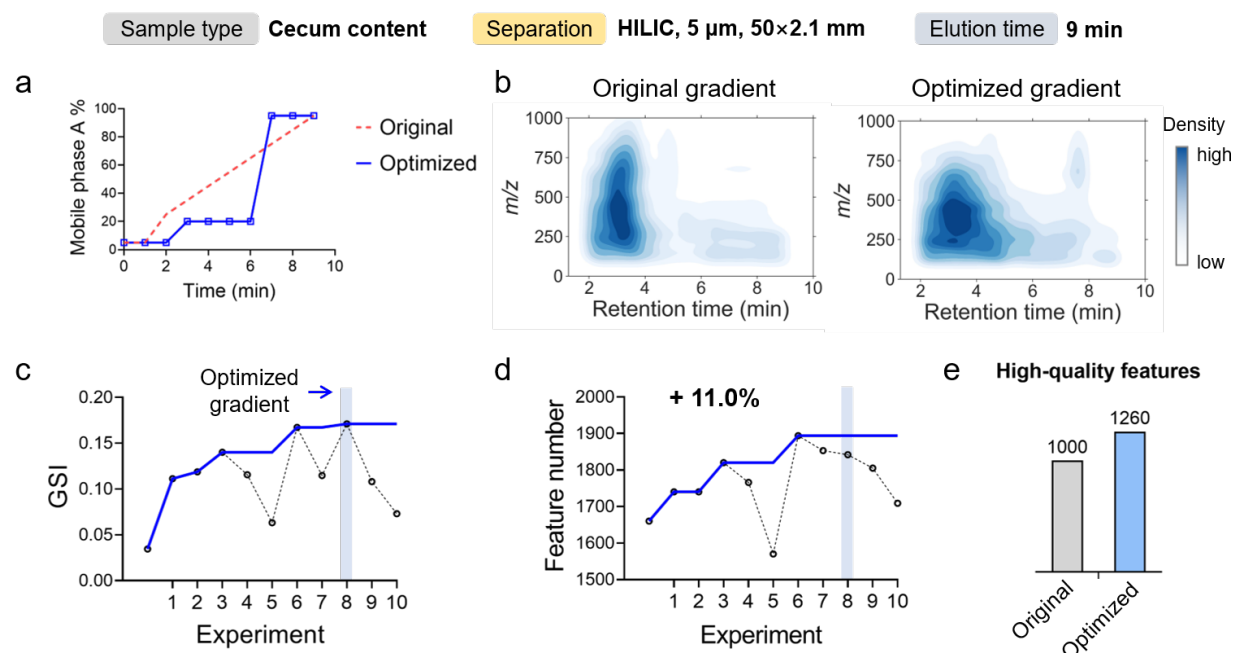 Sample type Cecum content Separation HILIC, 5 µm, 50×2.1 mm Elution time 9 min
a
Mobile phase A %
100
80
60
40
20
0
0 2 4 6 8 10
Time (min)
Original
Optimized
b
Original gradient
m/z
1000
750
500
250
0
2 4 6 8 10
Retention time (min)
Optimized gradient
m/z
1000
750
500
250
0
2 4 6 8 10
Retention time (min)
Density
high
low
c
Optimized
gradient
GSI
0.20
0.15
0.10
0.05
0.00
1 2 3 4 5 6 7 8 9 10
Experiment
d
+ 11.0%
Feature number
2000
1900
1800
1700
1600
1500
1 2 3 4 5 6 7 8 9 10
Experiment
e
High-quality features
1000
1260
Original
Optimized